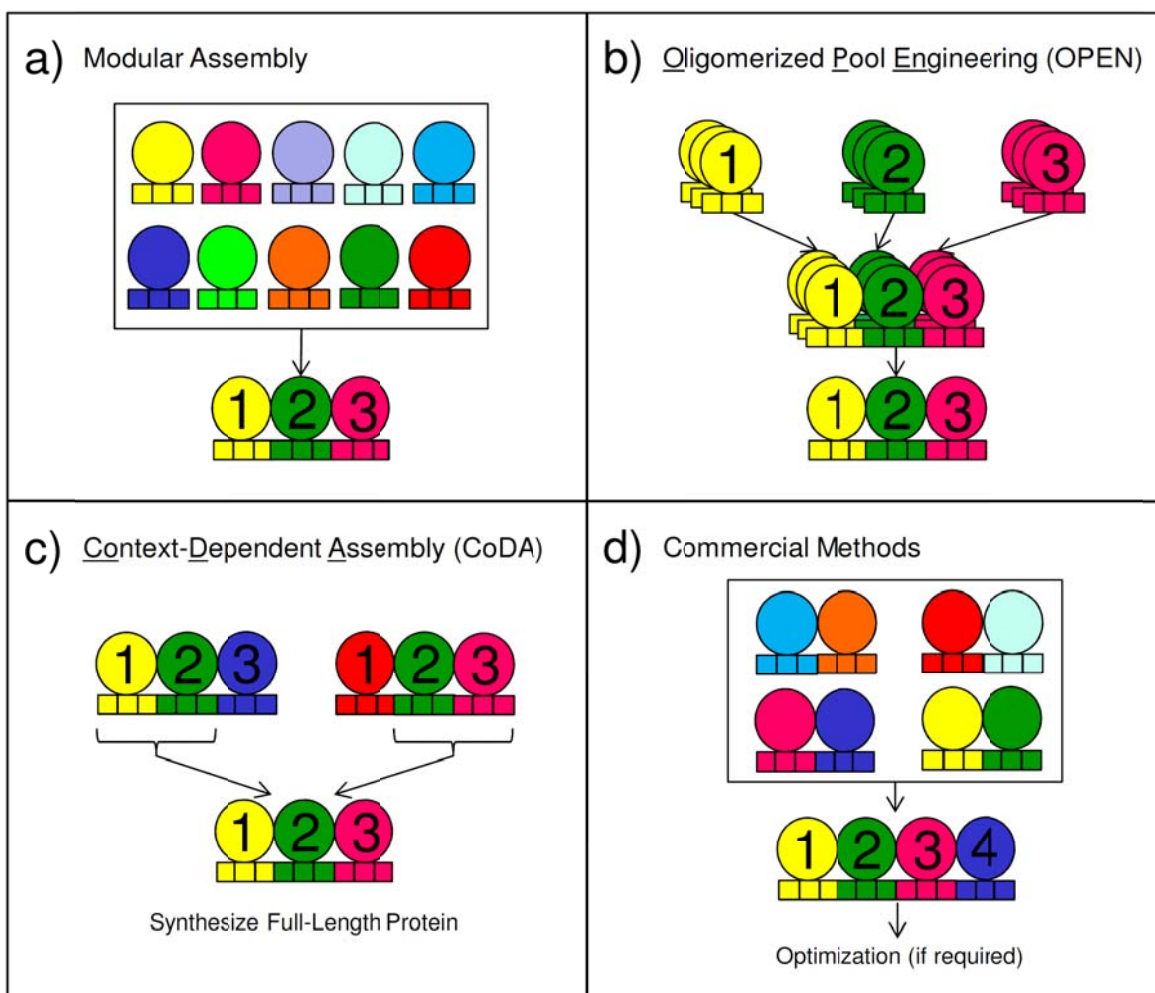 a) Modular Assembly
1 2 3
b) Oligomerized Pool Engineering (OPEN)
1 2 3
1 2 3
1 2 3
c) Context-Dependent Assembly (CoDA)
1 2 3 1 2 3
1 2 3
Synthesize Full-Length Protein
d) Commercial Methods
1 2 3 4
Optimization (if required)